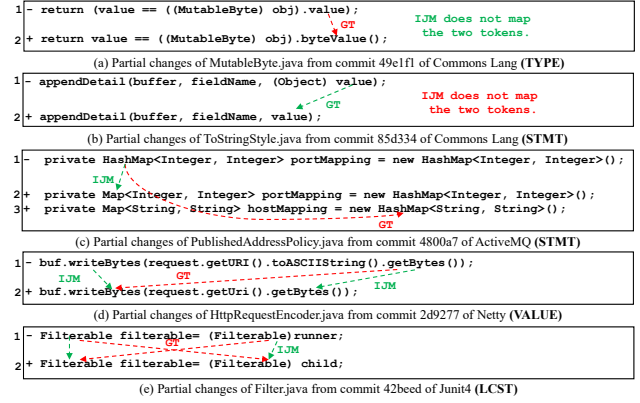 1 - return (value == ((MutableByte) obj).value);
GT
IJM does not map
the two tokens.
2 + return value == ((MutableByte) obj).byteValue();
(a) Partial changes of MutableByte.java from commit 49e1f1 of Commons Lang (TYPE)
1 - appendDetail(buffer, fieldName, (Object) value);
GT
IJM does not map
the two tokens.
2 + appendDetail(buffer, fieldName, value);
(b) Partial changes of ToStringStyle.java from commit 85d334 of Commons Lang (STMT)
1 - private HashMap<Integer, Integer> portMapping = new HashMap<Integer, Integer>();
IJM
2 + private Map<Integer, Integer> portMapping = new HashMap<Integer, Integer>();
3 + private Map<String, String> hostMapping = new HashMap<String, String>();
GT
(c) Partial changes of PublishedAddressPolicy.java from commit 4800a7 of ActiveMQ (STMT)
1 - buf.writeBytes(request.getURI().toASCIIString().getBytes());
IJM GT IJM
2 + buf.writeBytes(request.getUri().getBytes());
(d) Partial changes of HttpRequestEncoder.java from commit 2d9277 of Netty (VALUE)
1 - Filterable filterable= (Filterable)runner;
GT IJM
2 + Filterable filterable= (Filterable) child;
(e) Partial changes of Filter.java from commit 42beed of Junit4 (LCST)